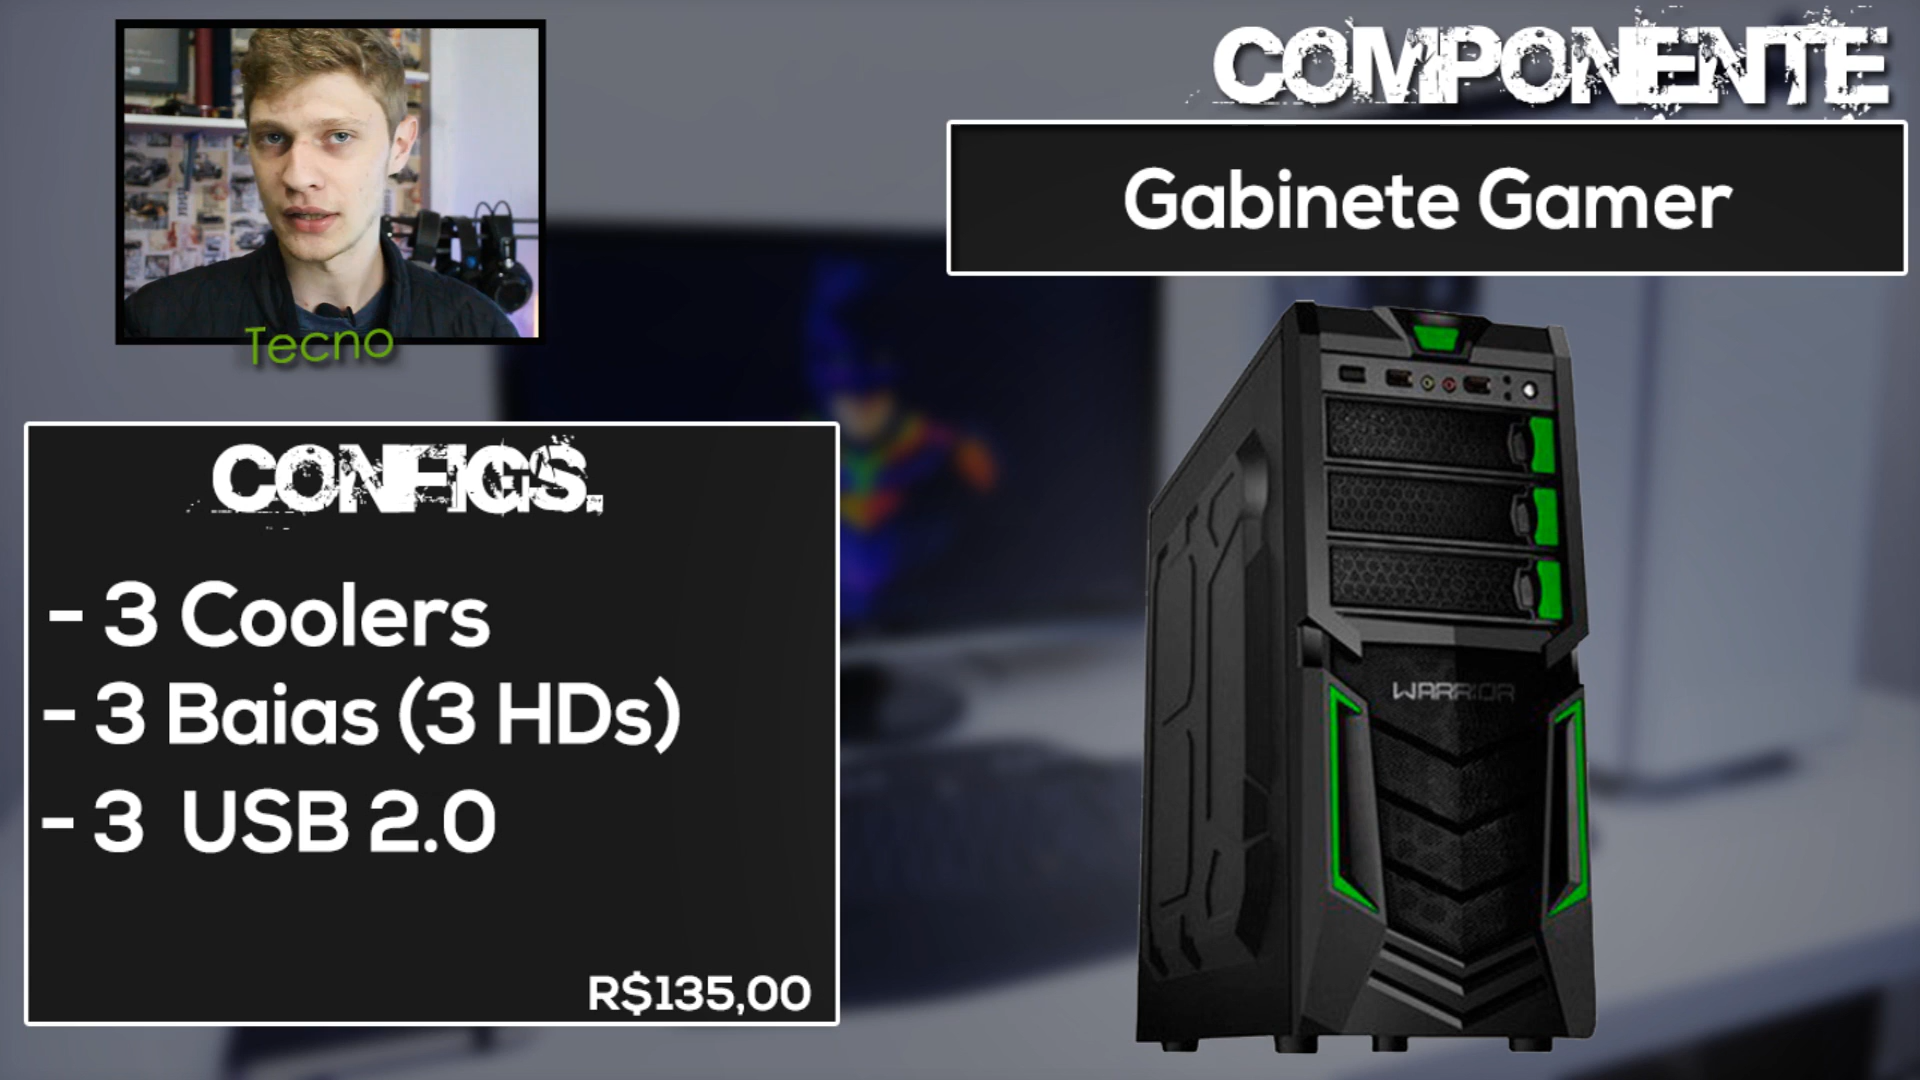 COMPONENTE
Gabinete Gamer
Tecno
CONFIGS.
- 3 Coolers
- 3 Baias (3 HDs)
- 3 USB 2.0
R$135,00
WARRIOR